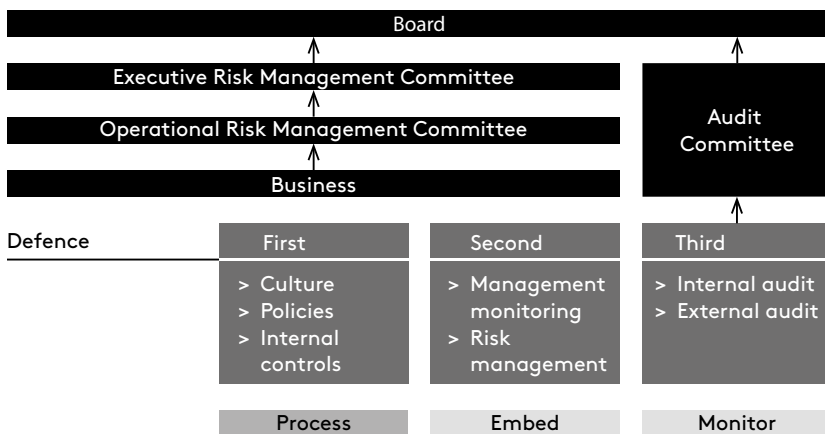 Board
Executive Risk Management Committee
Operational Risk Management Committee
Audit
Committee
Business
Defence
First
Second
Third
> Culture
> Policies
> Internal
controls
> Management
monitoring
> Risk
management
> Internal audit
> External audit
Process
Embed
Monitor